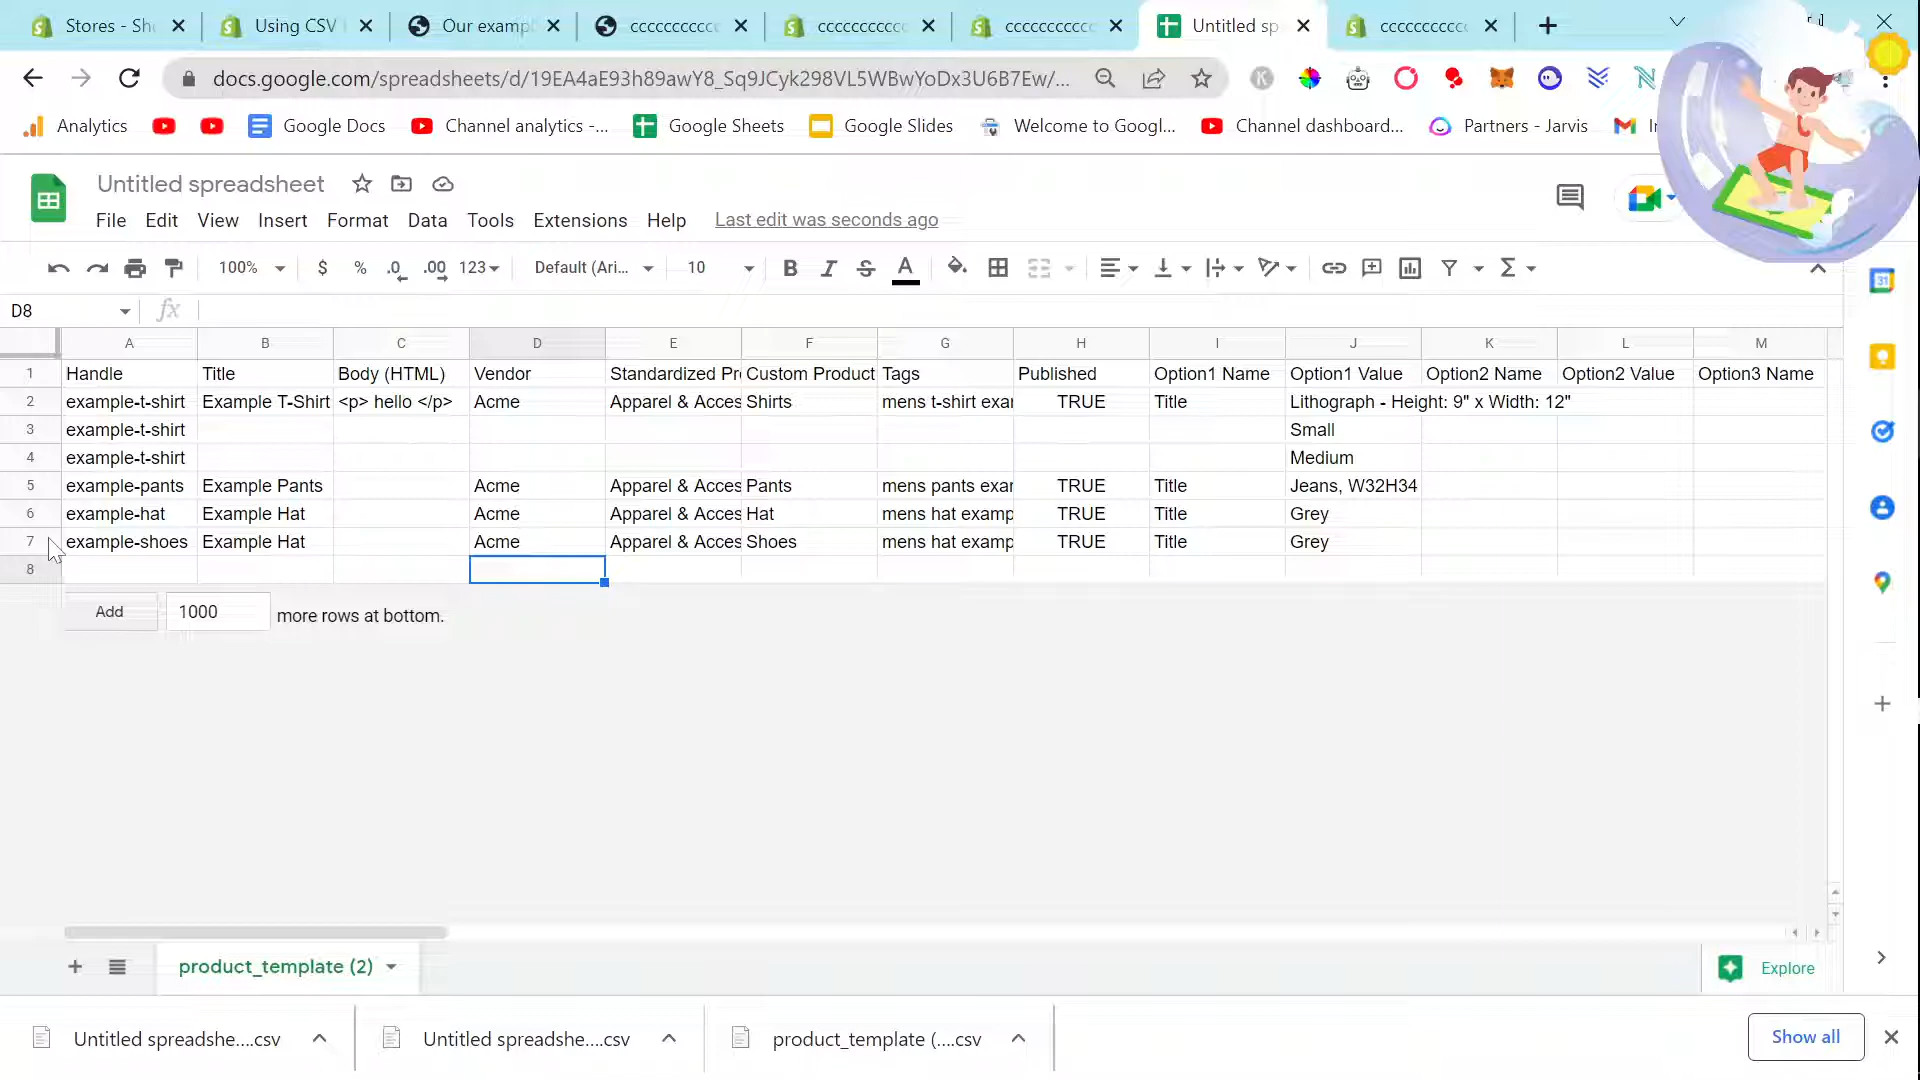 Stores - Sh
Using CSV
Our examp
ccccccccccc
ccccccccccc
ccccccccccc
Untitled sp
ccccccccccc
docs.google.com/spreadsheets/d/19EA4aE93h89awY8_Sq9JCyk298VL5WBwYoDx3U6B7Ew/...
Analytics
Google Docs
Channel analytics -...
Google Sheets
Google Slides
Welcome to Googl...
Channel dashboard...
Partners - Jarvis
Untitled spreadsheet
File Edit View Insert Format Data Tools Extensions Help Last edit was seconds ago
100% $ % .0 .00 123 Default (Ari... 10 B I S A
D8 fx
A B C D E F G H I J K L M
1 Handle Title Body (HTML) Vendor Standardized Pr Custom Product Tags Published Option1 Name Option1 Value Option2 Name Option2 Value Option3 Name
2 example-t-shirt Example T-Shirt <p> hello </p> Acme Apparel & Acces Shirts mens t-shirt exar TRUE Title Lithograph - Height: 9" x Width: 12"
3 example-t-shirt Small
4 example-t-shirt Medium
5 example-pants Example Pants Acme Apparel & Acces Pants mens pants exar TRUE Title Jeans, W32H34
6 example-hat Example Hat Acme Apparel & Acces Hat mens hat examp TRUE Title Grey
7 example-shoes Example Hat Acme Apparel & Acces Shoes mens hat examp TRUE Title Grey
8
Add 1000 more rows at bottom.
product_template (2)
Explore
Untitled spreadshe....csv
Untitled spreadshe....csv
product_template (....csv
Show all
31